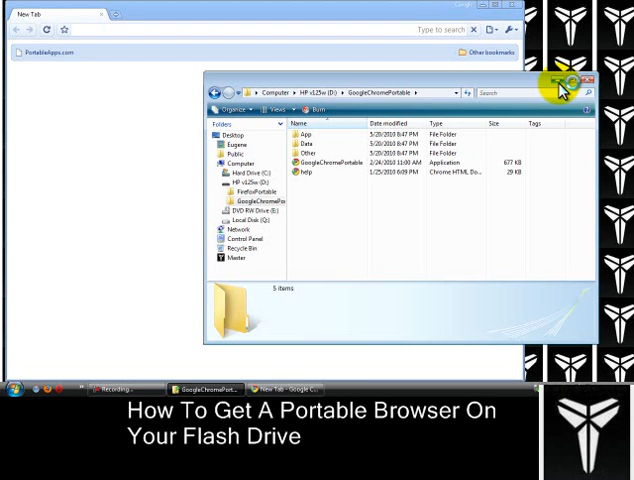 New Tab
Type to search
PortableApps.com
Other bookmarks
Computer HP v125w (D:) GoogleChromePortable
Search
Organize Views Burn
Folders
Name Date modified Type Size Tags
Desktop
Eugene
Public
Computer
Hard Drive (C:)
HP v125w (D:)
FirefoxPortable
GoogleChromePor
DVD RW Drive (E:)
Local Disk (Q:)
Network
Control Panel
Recycle Bin
Master
App 5/20/2010 8:47 PM File Folder
Data 5/20/2010 8:47 PM File Folder
Other 5/20/2010 8:47 PM File Folder
GoogleChromePortable 2/24/2010 11:00 AM Application 677 KB
help 1/25/2010 6:09 PM Chrome HTML Do... 29 KB
5 items
Recording...
GoogleChromePort...
New Tab - Google C...
How To Get A Portable Browser On
Your Flash Drive